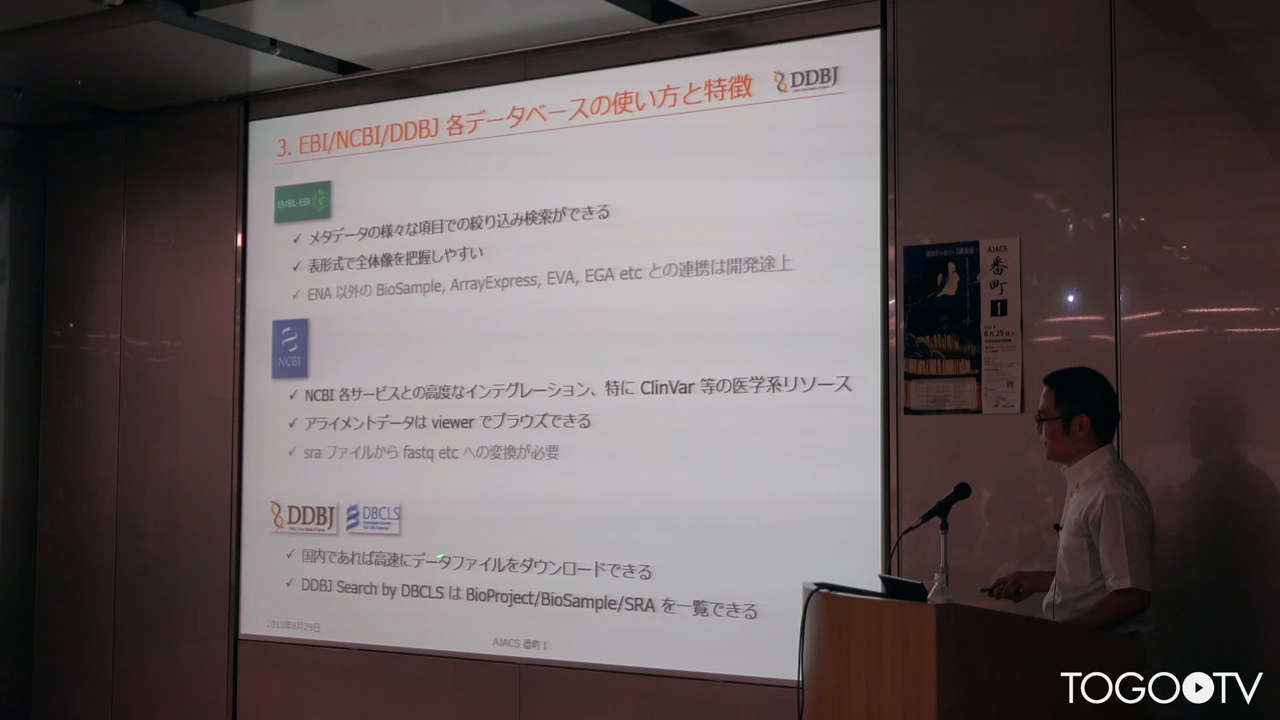 3. EBI/NCBI/DDBJ 各データベースの使い方と特徴
DDBJ
EMBL-EBI
✓ メタデータの様々な項目での絞り込み検索ができる
✓ 表形式で全体像を把握しやすい
✓ ENA 以外の BioSample, ArrayExpress, EVA, EGA etc との連携は開発途上
NCBI
✓ NCBI 各サービスとの高度なインテグレーション、特に ClinVar 等の医学系リソース
✓ アライメントデータは viewer でブラウズできる
✓ sra ファイルから fastq etc への変換が必要
DDBJ
DBCLS
✓ 国内であれば高速にデータファイルをダウンロードできる
✓ DDBJ Search by DBCLS は BioProject/BioSample/SRA を一覧できる
2018年8月29日
AJACS 番町 1
AJACS
番町
1
8月29日
TOGO TV